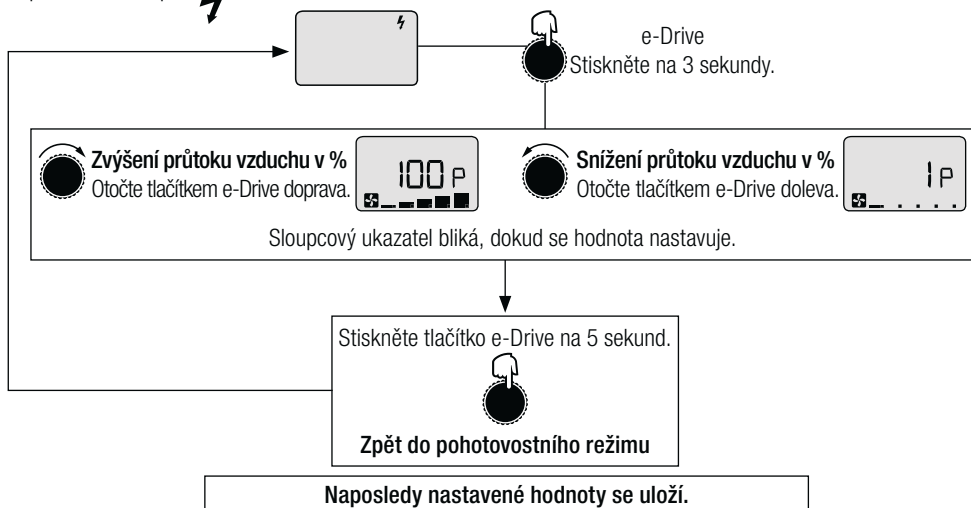 e-Drive
Stiskněte na 3 sekundy.
Zvýšení průtoku vzduchu v %
Otočte tlačítkem e-Drive doprava.
100 P
Snížení průtoku vzduchu v %
Otočte tlačítkem e-Drive doleva.
1 P
Sloupcový ukazatel bliká, dokud se hodnota nastavuje.
Stiskněte tlačítko e-Drive na 5 sekund.
Zpět do pohotovostního režimu
Naposledy nastavené hodnoty se uloží.